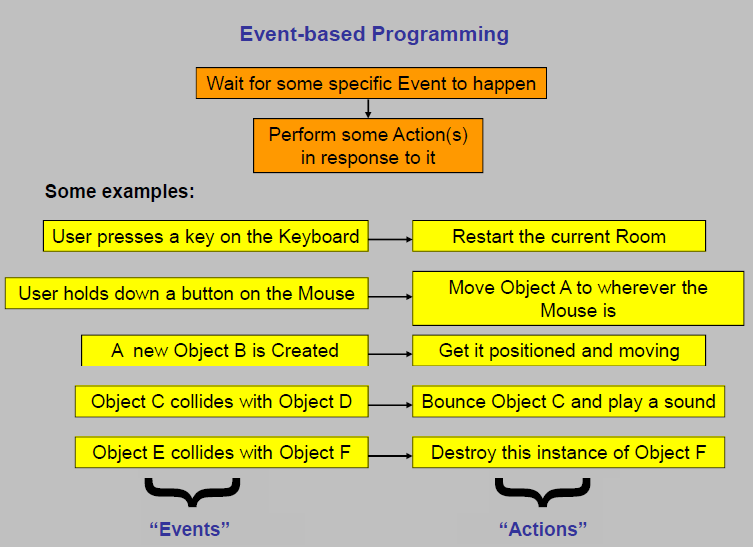 Event-based Programming
Wait for some specific Event to happen
Perform some Action(s)
in response to it
Some examples:
User presses a key on the Keyboard
Restart the current Room
User holds down a button on the Mouse
Move Object A to wherever the
Mouse is
A new Object B is Created
Get it positioned and moving
Object C collides with Object D
Bounce Object C and play a sound
Object E collides with Object F
Destroy this instance of Object F
“Events”
“Actions”